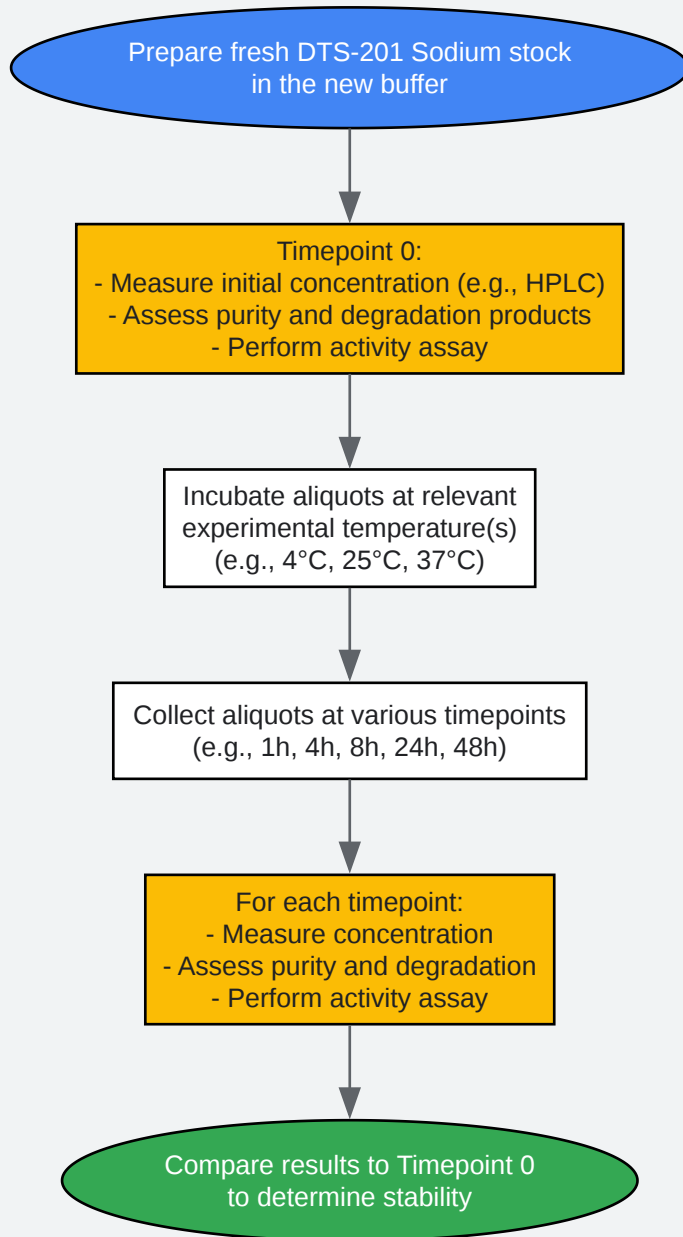 Prepare fresh DTS-201 Sodium stock
in the new buffer
Timepoint 0:
- Measure initial concentration (e.g., HPLC)
- Assess purity and degradation products
- Perform activity assay
Incubate aliquots at relevant
experimental temperature(s)
(e.g., 4°C, 25°C, 37°C)
Collect aliquots at various timepoints
(e.g., 1h, 4h, 8h, 24h, 48h)
For each timepoint:
- Measure concentration
- Assess purity and degradation
- Perform activity assay
Compare results to Timepoint 0
to determine stability